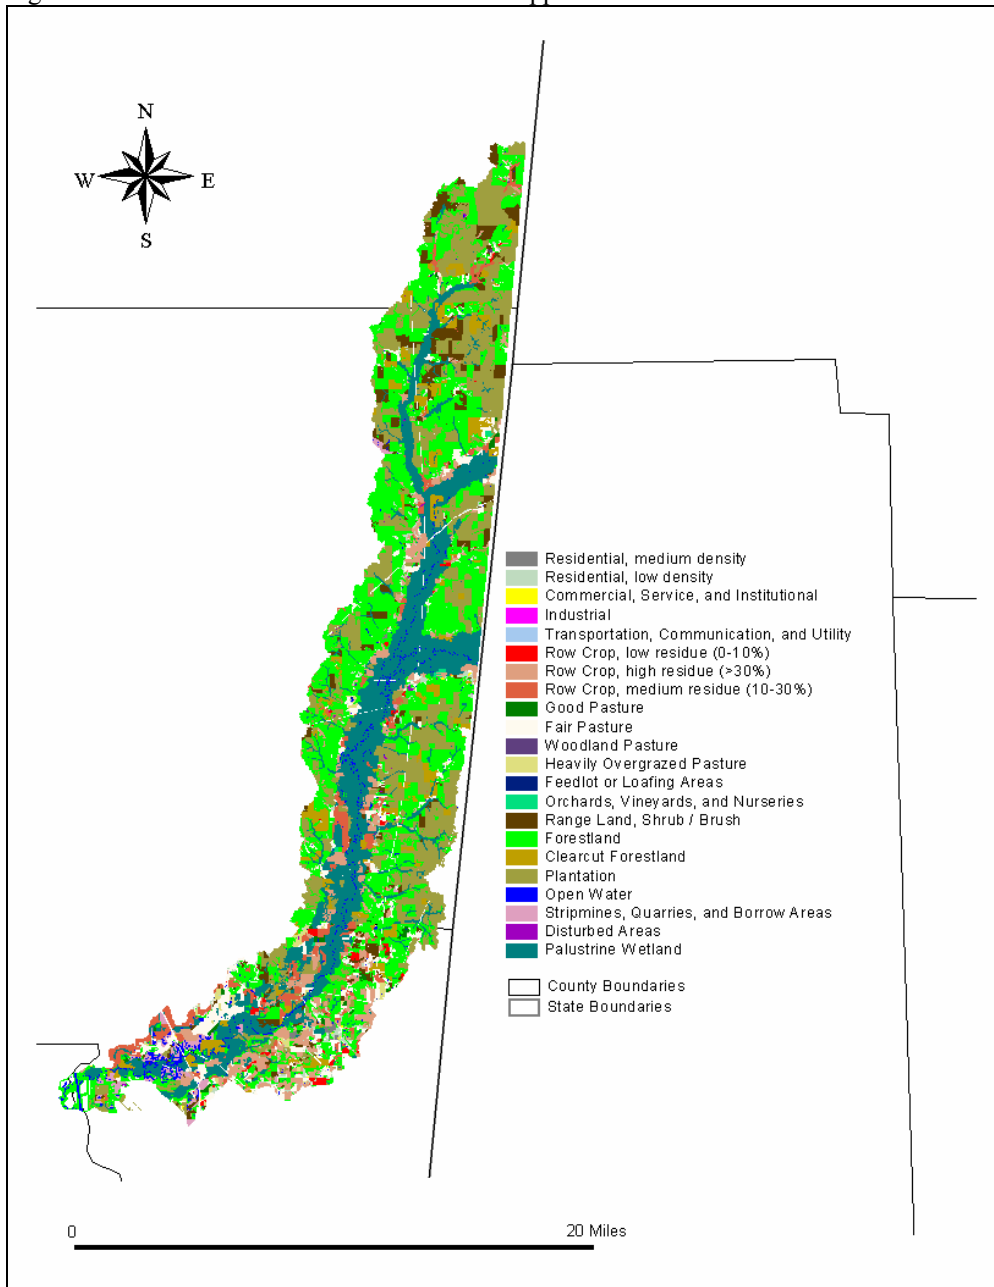 N
W E
S
Residential, medium density
Residential, low density
Commercial, Service, and Institutional
Industrial
Transportation, Communication, and Utility
Row Crop, low residue (0-10%)
Row Crop, high residue (>30%)
Row Crop, medium residue (10-30%)
Good Pasture
Fair Pasture
Woodland Pasture
Heavily Overgrazed Pasture
Feedlot or Loafing Areas
Orchards, Vineyards, and Nurseries
Range Land, Shrub / Brush
Forestland
Clearcut Forestland
Plantation
Open Water
Stripmines, Quarries, and Borrow Areas
Disturbed Areas
Palustrine Wetland
County Boundaries
State Boundaries
0 20 Miles